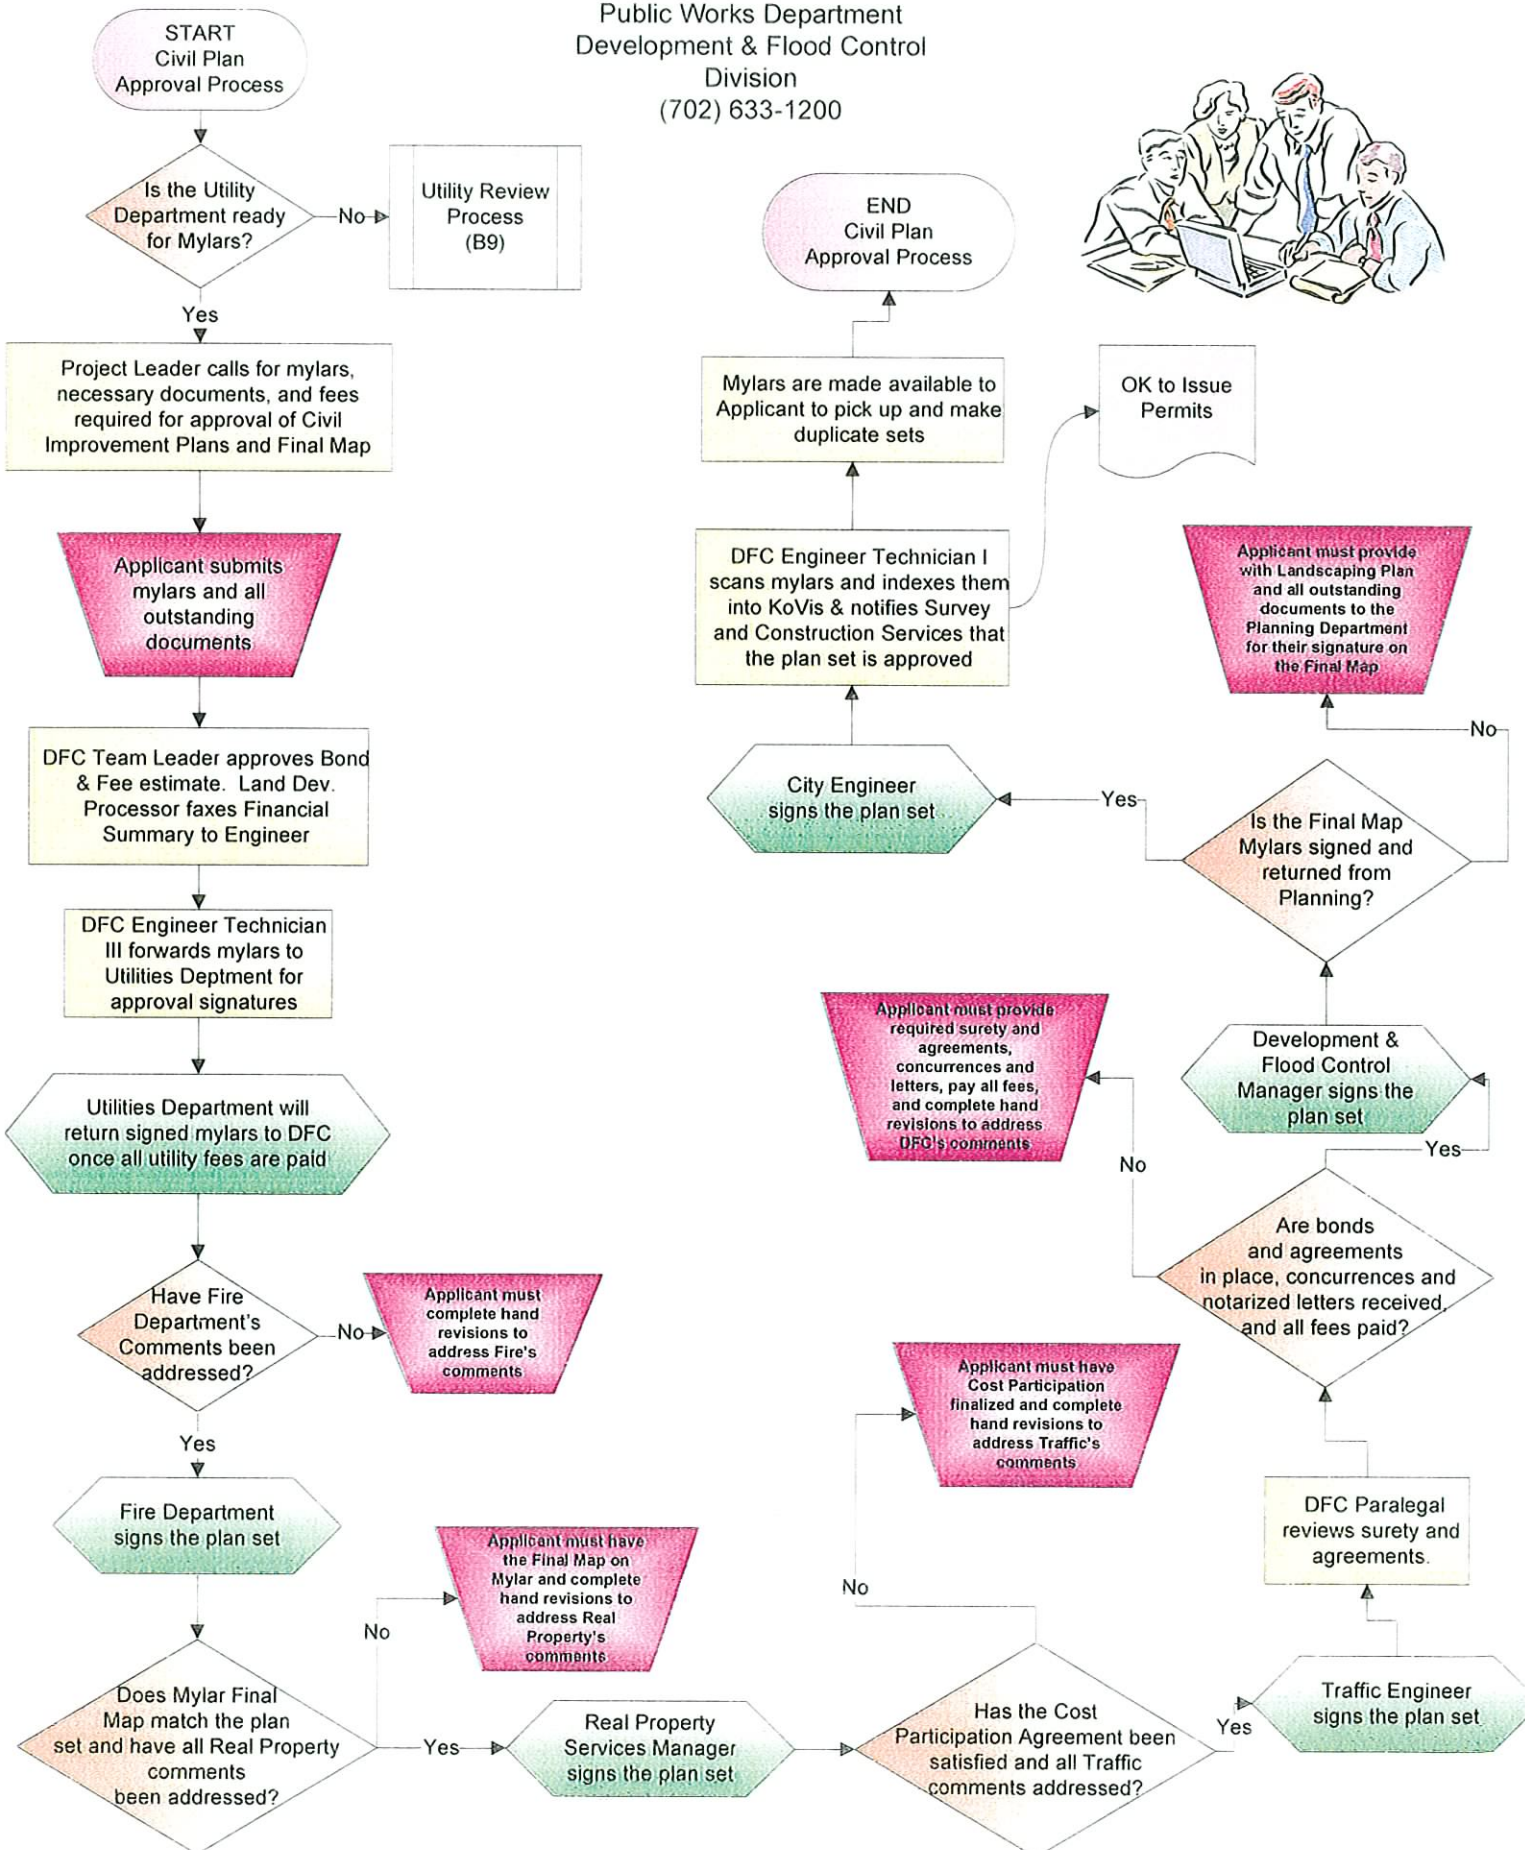 Public Works Department
Development & Flood Control
Division
(702) 633-1200
START
Civil Plan
Approval Process
Is the Utility
Department ready
for Mylars?
No
Utility Review
Process
(B9)
Yes
Project Leader calls for mylars,
necessary documents, and fees
required for approval of Civil
Improvement Plans and Final Map
Applicant submits
mylars and all
outstanding
documents
DFC Team Leader approves Bond
& Fee estimate. Land Dev.
Processor faxes Financial
Summary to Engineer
DFC Engineer Technician
III forwards mylars to
Utilities Deptment for
approval signatures
Utilities Department will
return signed mylars to DFC
once all utility fees are paid
Have Fire
Department's
Comments been
addressed?
No
Applicant must
complete hand
revisions to
address Fire's
comments
Yes
Fire Department
signs the plan set
Does Mylar Final
Map match the plan
set and have all Real Property
comments
been addressed?
No
Applicant must have
the Final Map on
Mylar and complete
hand revisions to
address Real
Property's
comments
Yes
Real Property
Services Manager
signs the plan set
Has the Cost
Participation Agreement been
satisfied and all Traffic
comments addressed?
No
Applicant must have
Cost Participation
finalized and complete
hand revisions to
address Traffic's
comments
Yes
Traffic Engineer
signs the plan set
DFC Paralegal
reviews surety and
agreements.
Are bonds
and agreements
in place, concurrences and
notarized letters received,
and all fees paid?
No
Applicant must provide
required surety and
agreements,
concurrences and
letters, pay all fees,
and complete hand
revisions to address
DFC's comments
Yes
Development &
Flood Control
Manager signs the
plan set
Is the Final Map
Mylars signed and
returned from
Planning?
No
Applicant must provide
with Landscaping Plan
and all outstanding
documents to the
Planning Department
for their signature on
the Final Map
Yes
City Engineer
signs the plan set
DFC Engineer Technician I
scans mylars and indexes them
into KoVis & notifies Survey
and Construction Services that
the plan set is approved
OK to Issue
Permits
Mylars are made available to
Applicant to pick up and make
duplicate sets
END
Civil Plan
Approval Process